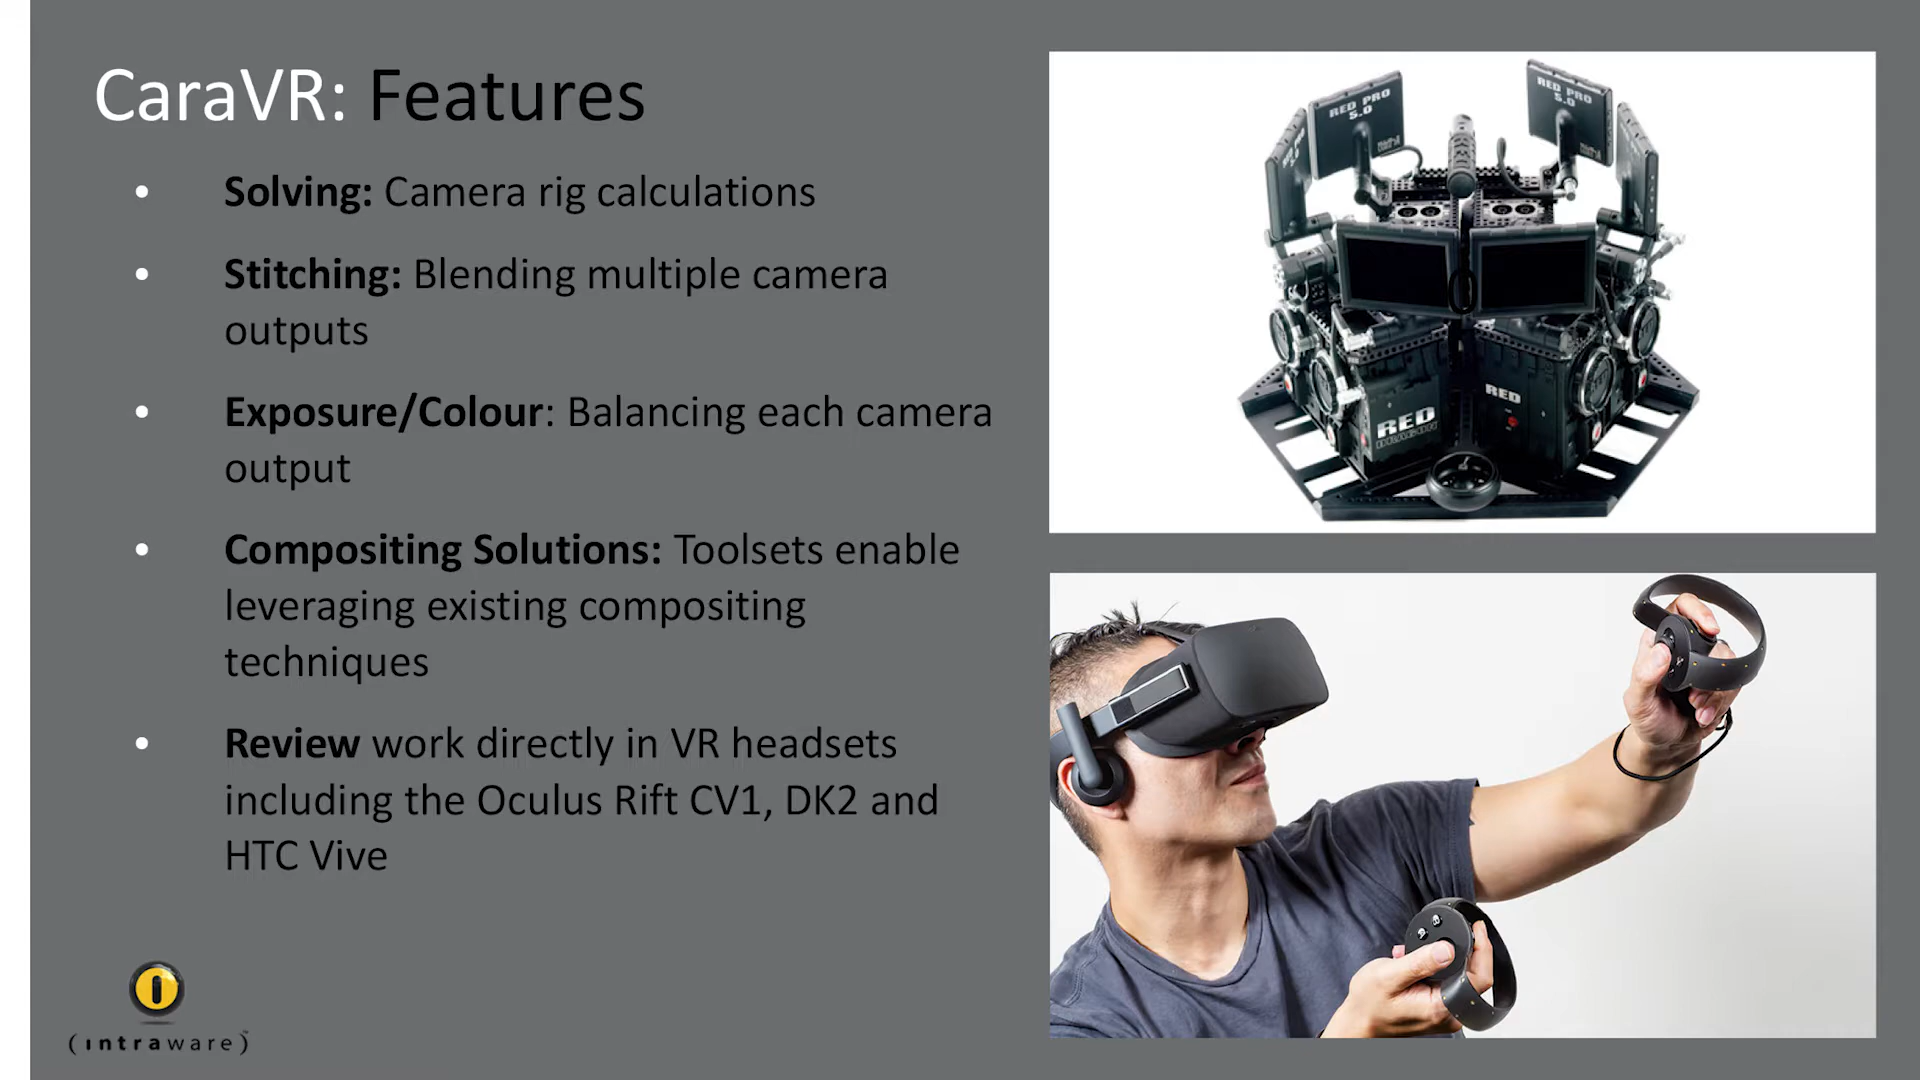 CaraVR: Features
• Solving: Camera rig calculations
• Stitching: Blending multiple camera
outputs
• Exposure/Colour: Balancing each camera
output
• Compositing Solutions: Toolsets enable
leveraging existing compositing
techniques
• Review work directly in VR headsets
including the Oculus Rift CV1, DK2 and
HTC Vive
(intraware)
RED PRO
5.0
RED PRO
5.0
RED
DRAGON
RED